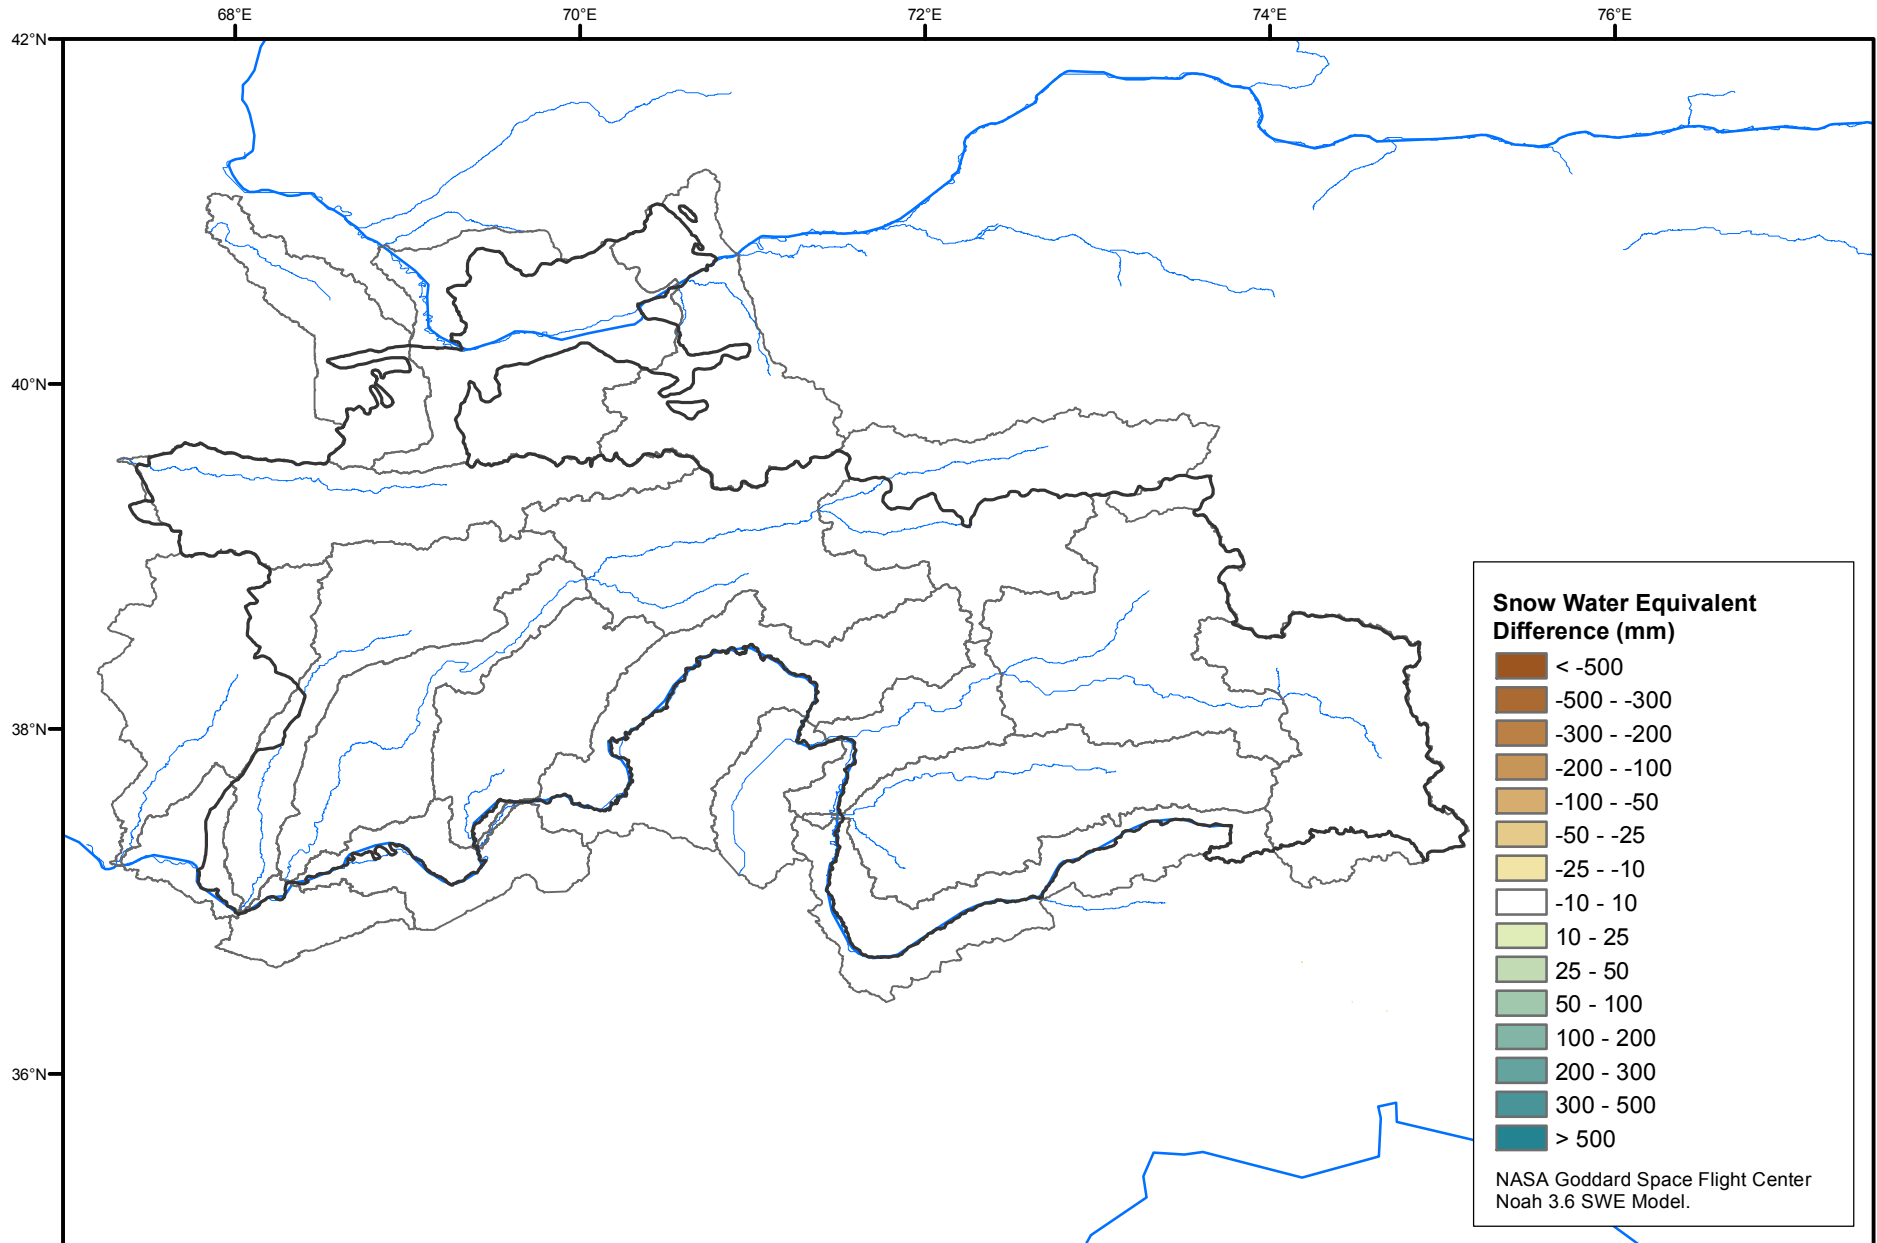 68°E
70°E
72°E
74°E
76°E
42°N
40°N
38°N
36°N
Snow Water Equivalent
Difference (mm)
< -500
-500 - -300
-300 - -200
-200 - -100
-100 - -50
-50 - -25
-25 - -10
-10 - 10
10 - 25
25 - 50
50 - 100
100 - 200
200 - 300
300 - 500
> 500
NASA Goddard Space Flight Center
Noah 3.6 SWE Model.